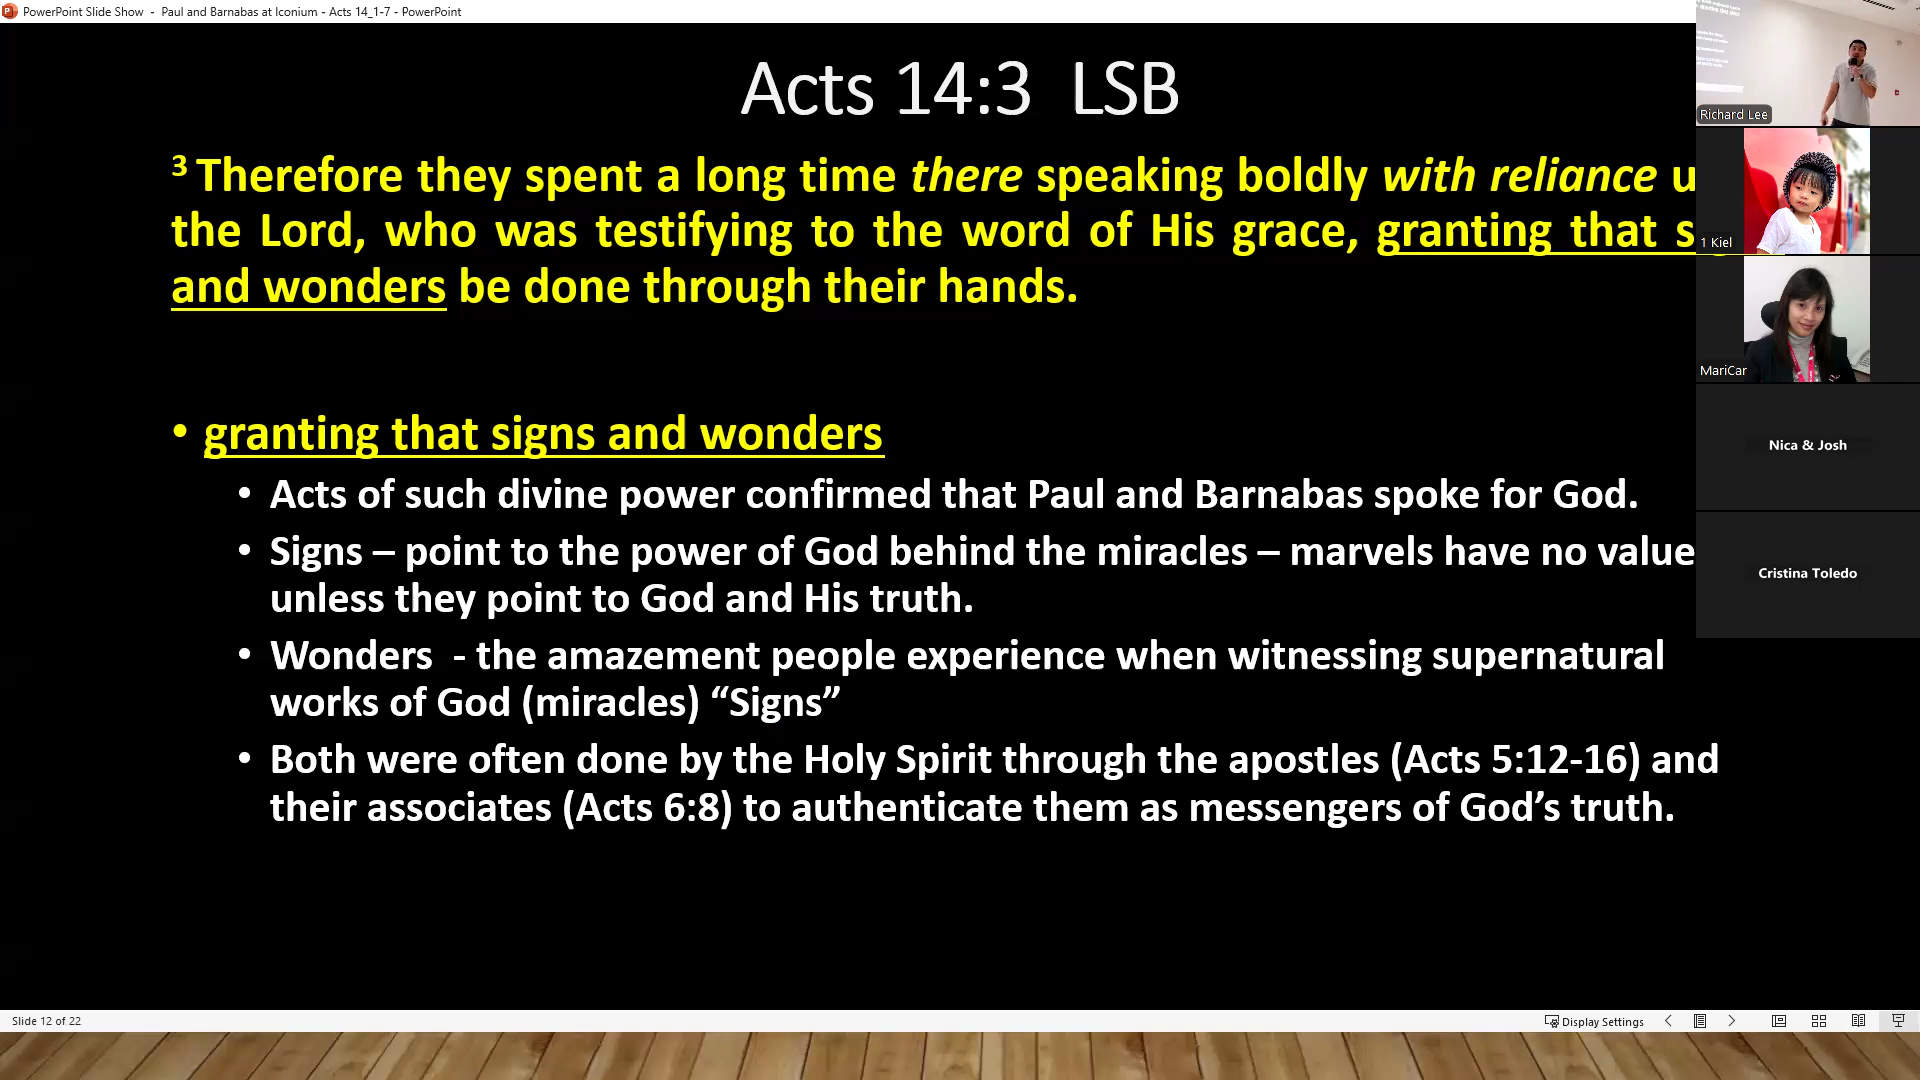 PowerPoint Slide Show - Paul and Barnabas at Iconium - Acts 14_1-7 - PowerPoint
Acts 14:3 LSB
3 Therefore they spent a long time there speaking boldly with reliance
the Lord, who was testifying to the word of His grace, granting that
and wonders be done through their hands.
• granting that signs and wonders
• Acts of such divine power confirmed that Paul and Barnabas spoke for God.
• Signs – point to the power of God behind the miracles – marvels have no value
unless they point to God and His truth.
• Wonders - the amazement people experience when witnessing supernatural
works of God (miracles) “Signs”
• Both were often done by the Holy Spirit through the apostles (Acts 5:12-16) and
their associates (Acts 6:8) to authenticate them as messengers of God’s truth.
Richard Lee
1 Kiel
MariCar
Nica & Josh
Cristina Toledo
Slide 12 of 22
Display Settings